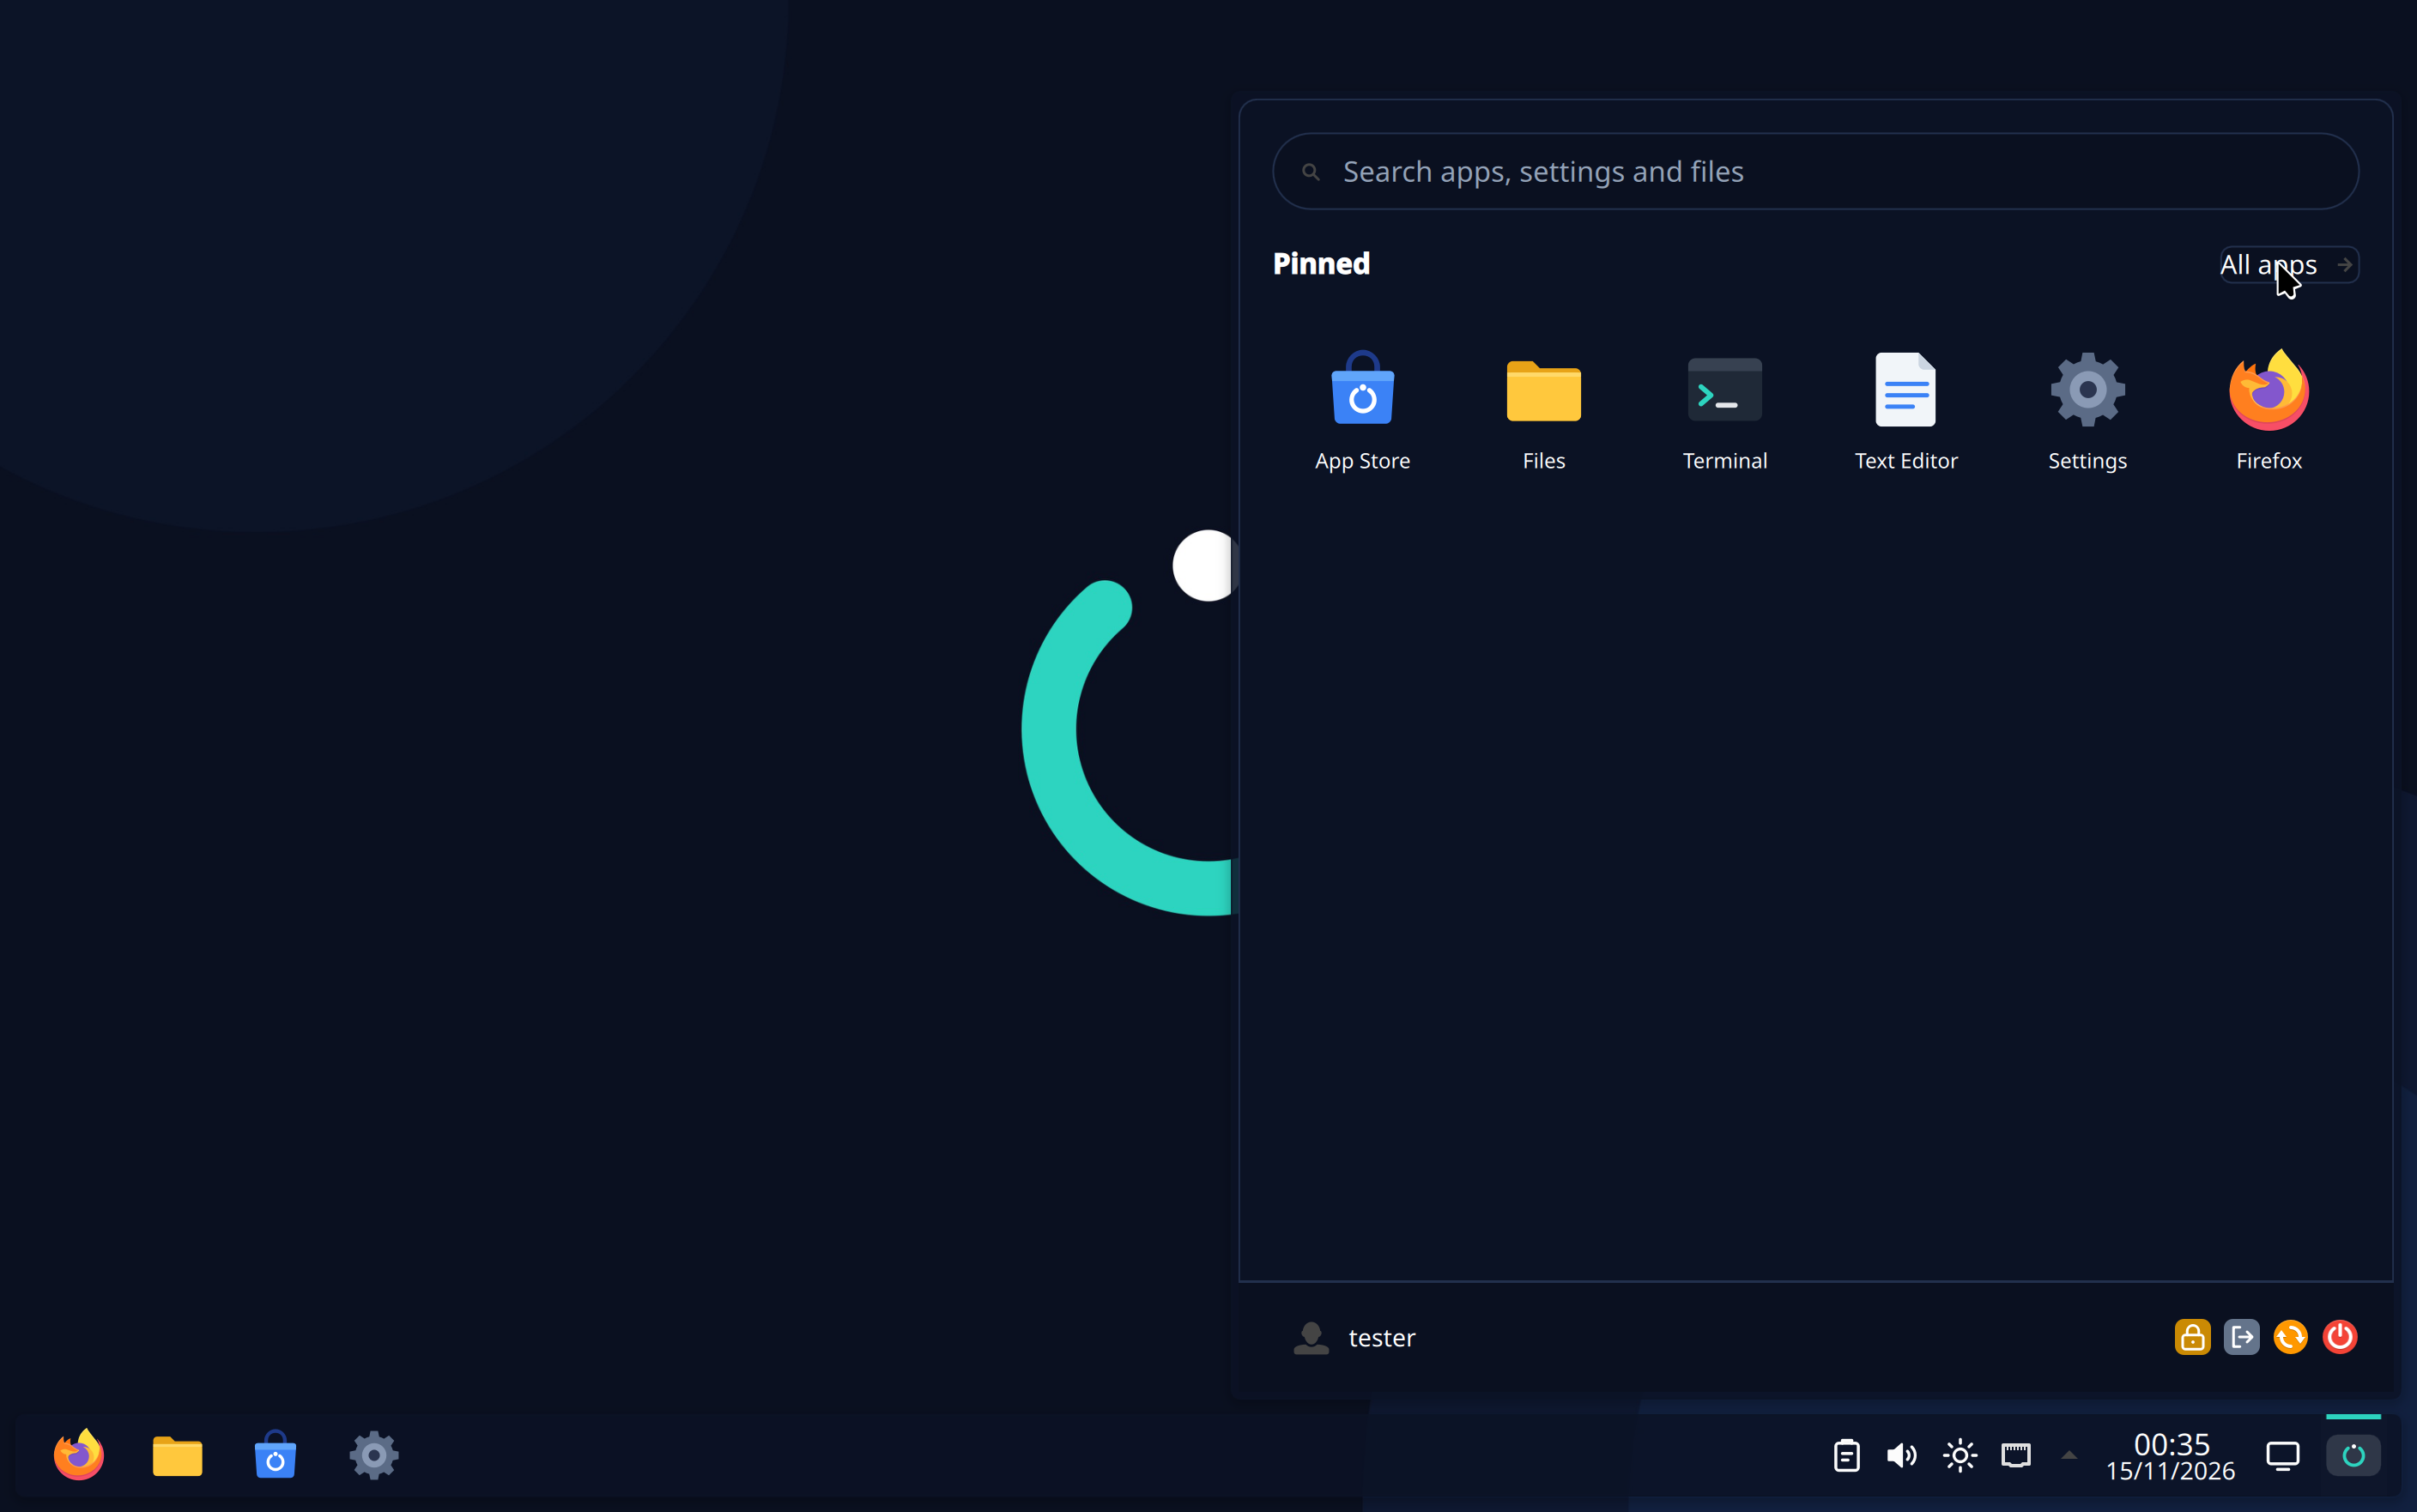 Search apps, settings and files
Pinned
All apps
App Store
Files
Terminal
Text Editor
Settings
Firefox
tester
00:35
15/11/2026